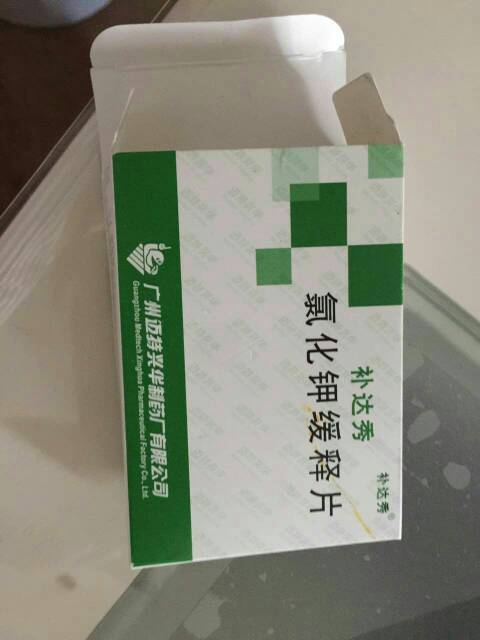 补达秀®
补达秀
氯化钾缓释片
广州迈特兴华制药厂有限公司
Guangzhou Medtech Xinghua Pharmaceutical Factory Co., Ltd.